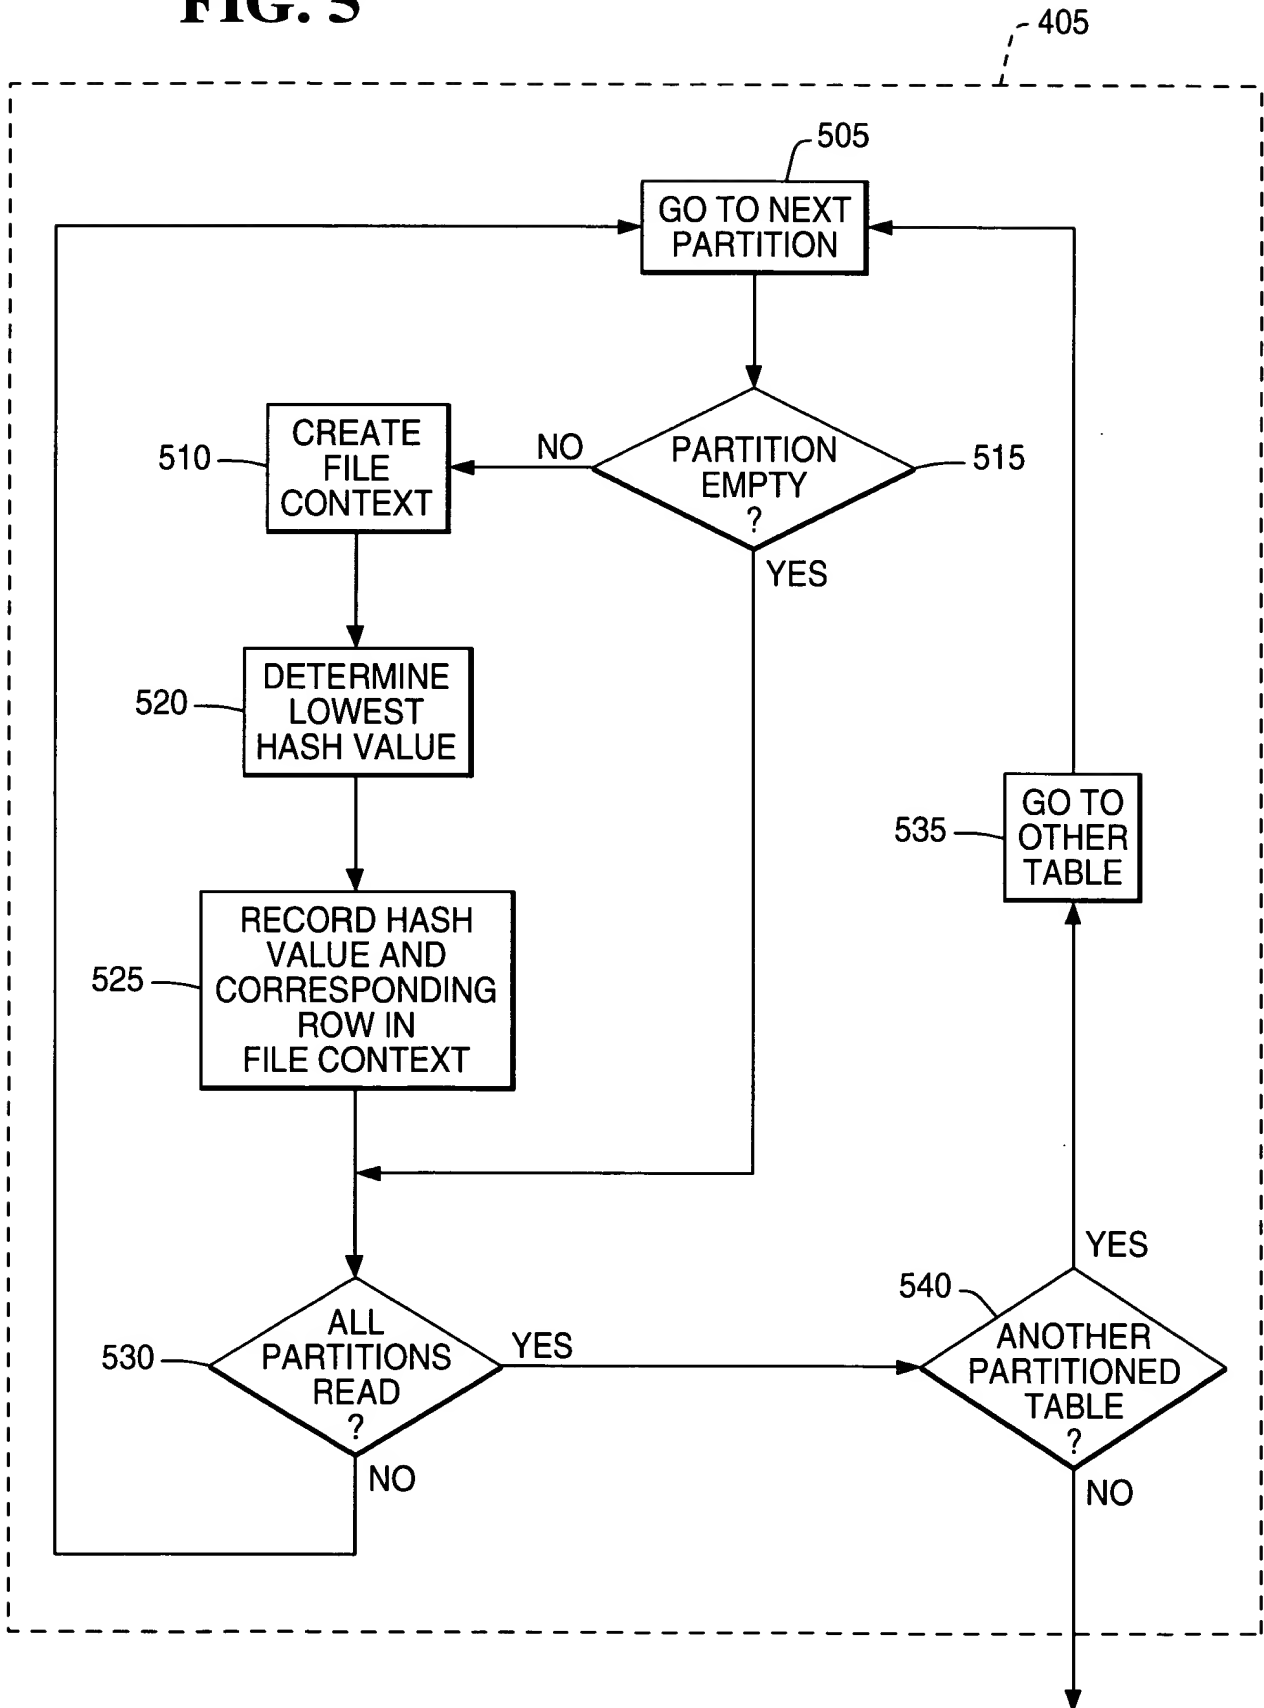 FIG. 5
405
505
GO TO NEXT
PARTITION
510
CREATE
FILE
CONTEXT
NO
PARTITION
EMPTY
?
515
YES
520
DETERMINE
LOWEST
HASH VALUE
535
GO TO
OTHER
TABLE
525
RECORD HASH
VALUE AND
CORRESPONDING
ROW IN
FILE CONTEXT
530
ALL
PARTITIONS
READ
?
YES
NO
540
YES
ANOTHER
PARTITIONED
TABLE
?
NO